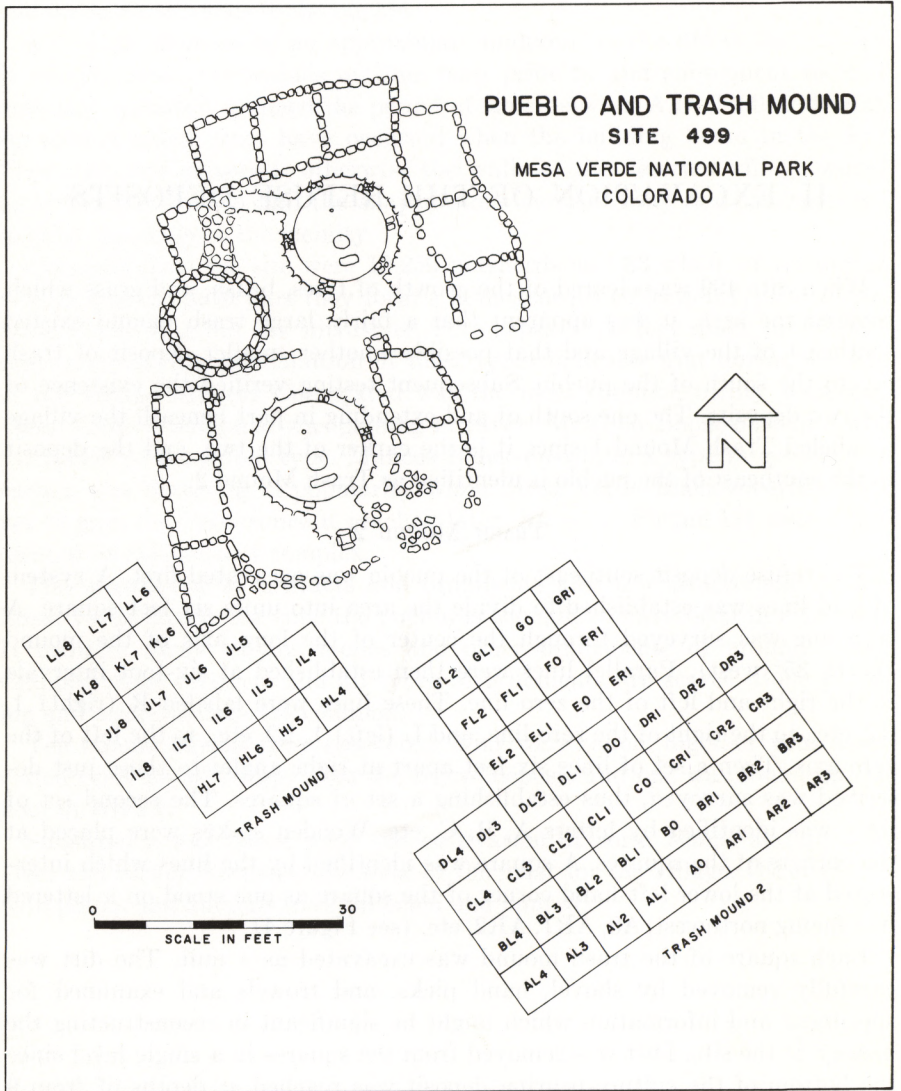 PUEBLO AND TRASH MOUND
SITE 499
MESA VERDE NATIONAL PARK
COLORADO
N
LL8 LL7 LL6
KL8 KL7 KL6
JL8 JL7 JL6 JL5
IL8 IL7 IL6 IL5 IL4
HL7 HL6 HL5 HL4
TRASH MOUND 1
GL2 GL1 GO GR1
FL2 FL1 FO FR1
EL2 EL1 EO ER1
DL4 DL3 DL2 DL1 DO DR1 DR2 DR3
CL4 CL3 CL2 CL1 CO CR1 CR2 CR3
BL4 BL3 BL2 BL1 BO BR1 BR2 BR3
AL4 AL3 AL2 AL1 AO AR1 AR2 AR3
TRASH MOUND 2
0 30
SCALE IN FEET